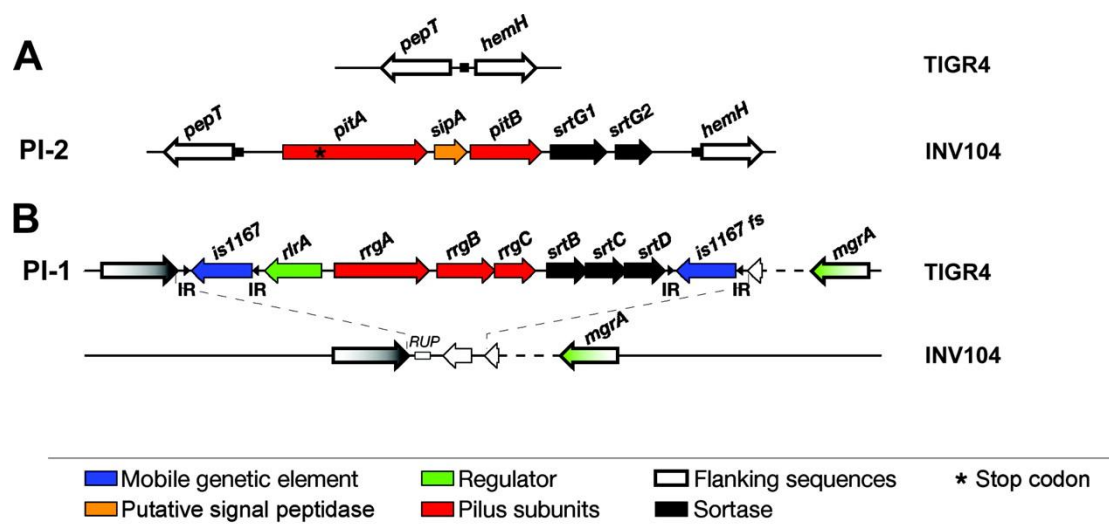 A
pepT hemH
TIGR4
pepT pitA sipA pitB srtG1 srtG2 hemH
PI-2 INV104
★
B
is1167 rlrA rrgA rrgB rrgC srtB srtC srtD is1167 fs mgrA
PI-1 TIGR4
IR IR IR IR
RUP mgrA
INV104
Mobile genetic element Regulator Flanking sequences * Stop codon
Putative signal peptidase Pilus subunits Sortase